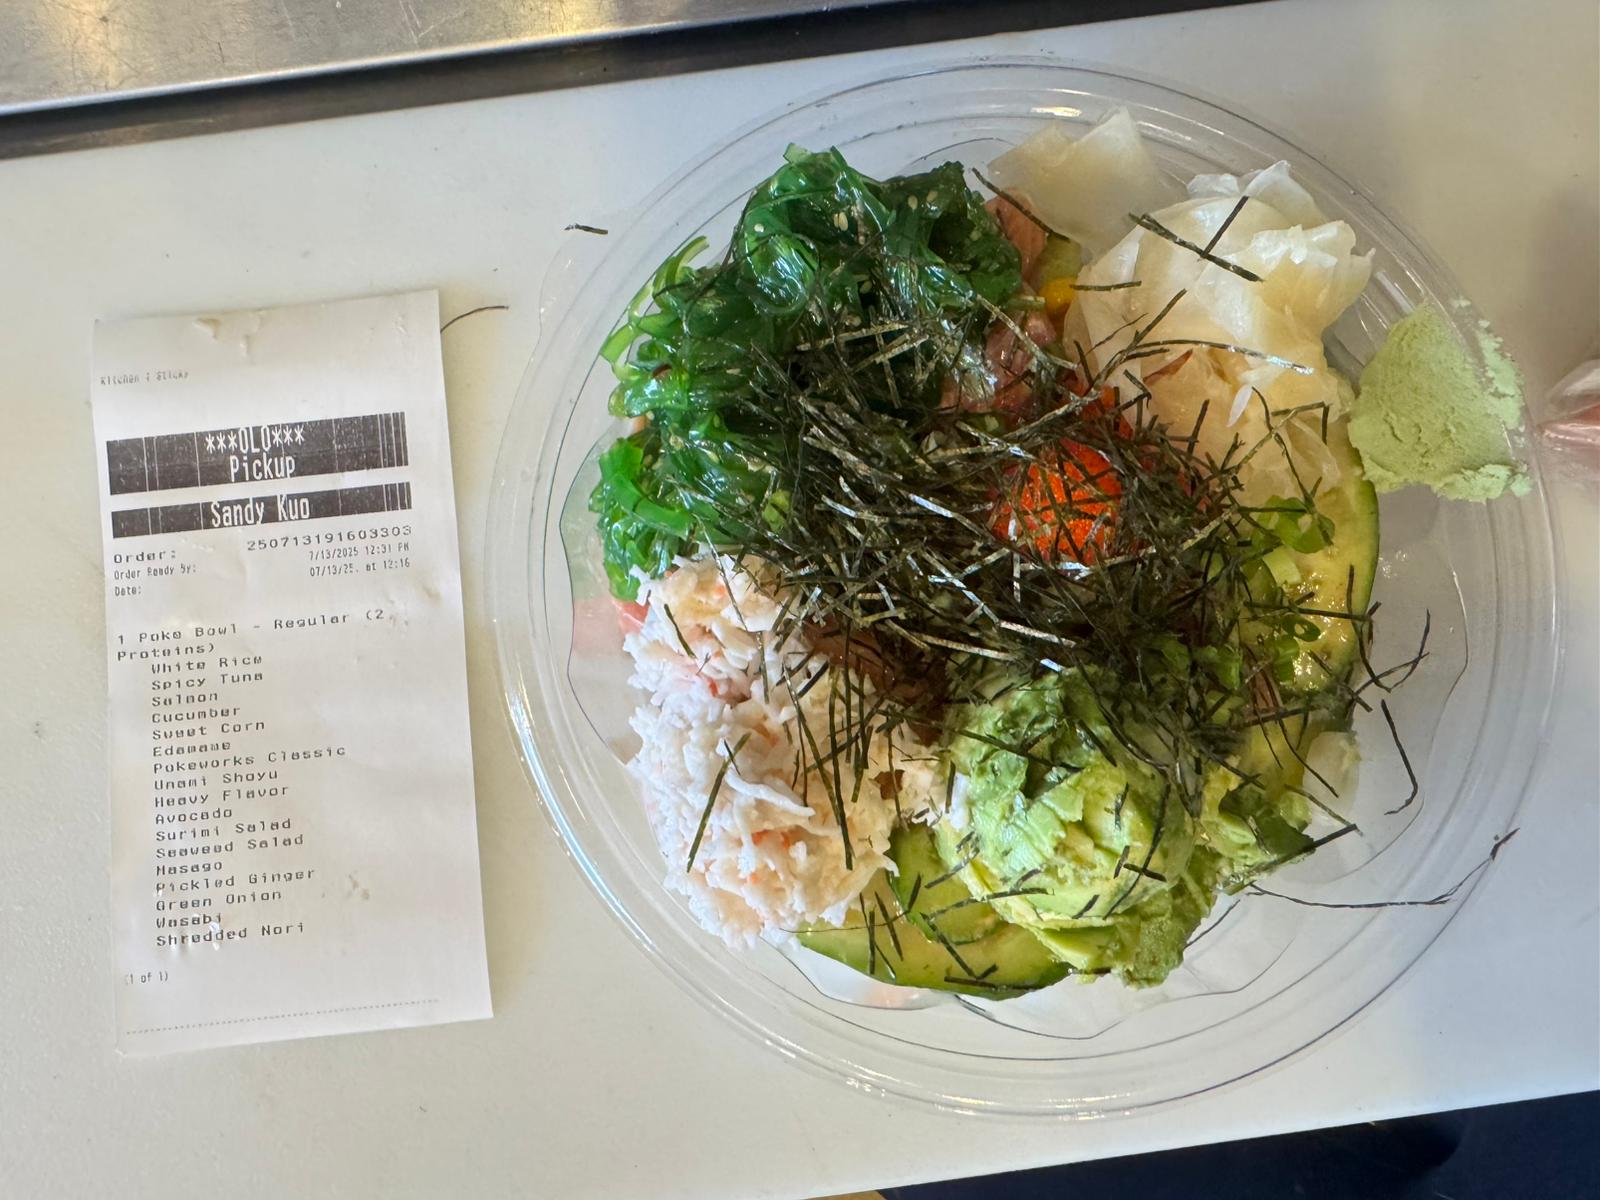 Kitchen : Sticky
***OLO***
Pickup
Sandy Kuo
Order: 250713191603303
Order Ready By: 7/13/2025 12:31 PM
Date: 07/13/25. at 12:16
1 Poke Bowl - Regular (2
Proteins)
White Rice
Spicy Tuna
Salmon
Cucumber
Sweet Corn
Edamame
Pokeworks Classic
Umami Shoyu
Heavy Flavor
Avocado
Surimi Salad
Seaweed Salad
Masago
Pickled Ginger
Green Onion
Wasabi
Shredded Nori
(1 of 1)